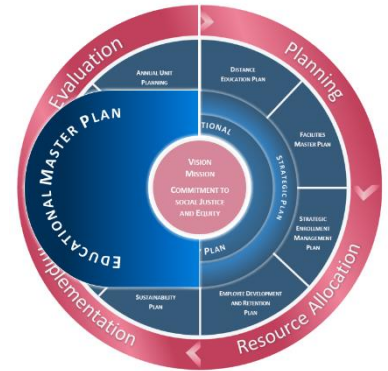 Evaluation
Planning
Resource Allocation
Implementation
ANNUAL UNIT
PLANNING
DISTANCE
EDUCATION PLAN
FACILITIES
MASTER PLAN
STRATEGIC
ENROLLMENT
MANAGEMENT
PLAN
EMPLOYEE DEVELOPMENT
AND RETENTION
PLAN
SUSTAINABILITY
PLAN
EDUCATIONAL MASTER PLAN
STRATEGIC PLAN
TIONAL
PLAN
VISION
MISSION
COMMITMENT TO
SOCIAL JUSTICE
AND EQUITY